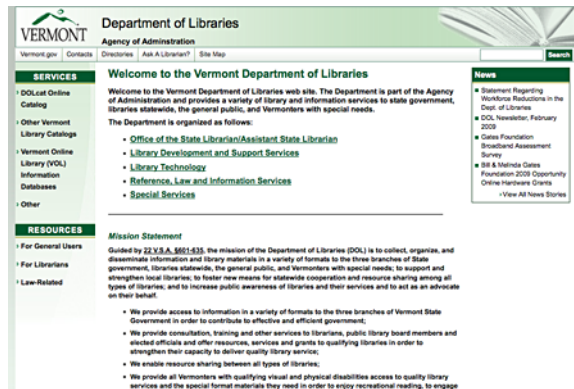 VERMONT
Department of Libraries
Agency of Adminstration
Vermont.gov Contacts Directories Ask A Librarian? Site Map
Search
SERVICES
DOLcat Online
Catalog
Other Vermont
Library Catalogs
Vermont Online
Library (VOL)
Information
Databases
Other
RESOURCES
For General Users
For Librarians
Law-Related
Welcome to the Vermont Department of Libraries
Welcome to the Vermont Department of Libraries web site. The Department is part of the Agency
of Administration and provides a variety of library and information services to state government,
libraries statewide, the general public, and Vermonters with special needs.
The Department is organized as follows:
Office of the State Librarian/Assistant State Librarian
Library Development and Support Services
Library Technology
Reference, Law and Information Services
Special Services
Mission Statement
Guided by 22 V.S.A. §601-635, the mission of the Department of Libraries (DOL) is to collect, organize, and
disseminate information and library materials in a variety of formats to the three branches of State
government, libraries statewide, the general public, and Vermonters with special needs; to support and
strengthen local libraries; to foster new means for statewide cooperation and resource sharing among all
types of libraries; and to increase public awareness of libraries and their services and to act as an advocate
on their behalf.
We provide access to information in a variety of formats to the three branches of Vermont State
Government in order to contribute to effective and efficient government;
We provide consultation, training and other services to librarians, public library board members and
elected officials and offer resources, services and grants to qualifying libraries in order to
strengthen their capacity to deliver quality library service;
We enable resource sharing between all types of libraries;
We provide all Vermonters with qualifying visual and physical disabilities access to quality library
services and the special format materials they need in order to enjoy recreational reading, to engage
News
Statement Regarding
Workforce Reductions in the
Dept. of Libraries
DOL Newsletter, February
2009
Gates Foundation
Broadband Assessment
Survey
Bill & Melinda Gates
Foundation 2009 Opportunity
Online Hardware Grants
View All News Stories